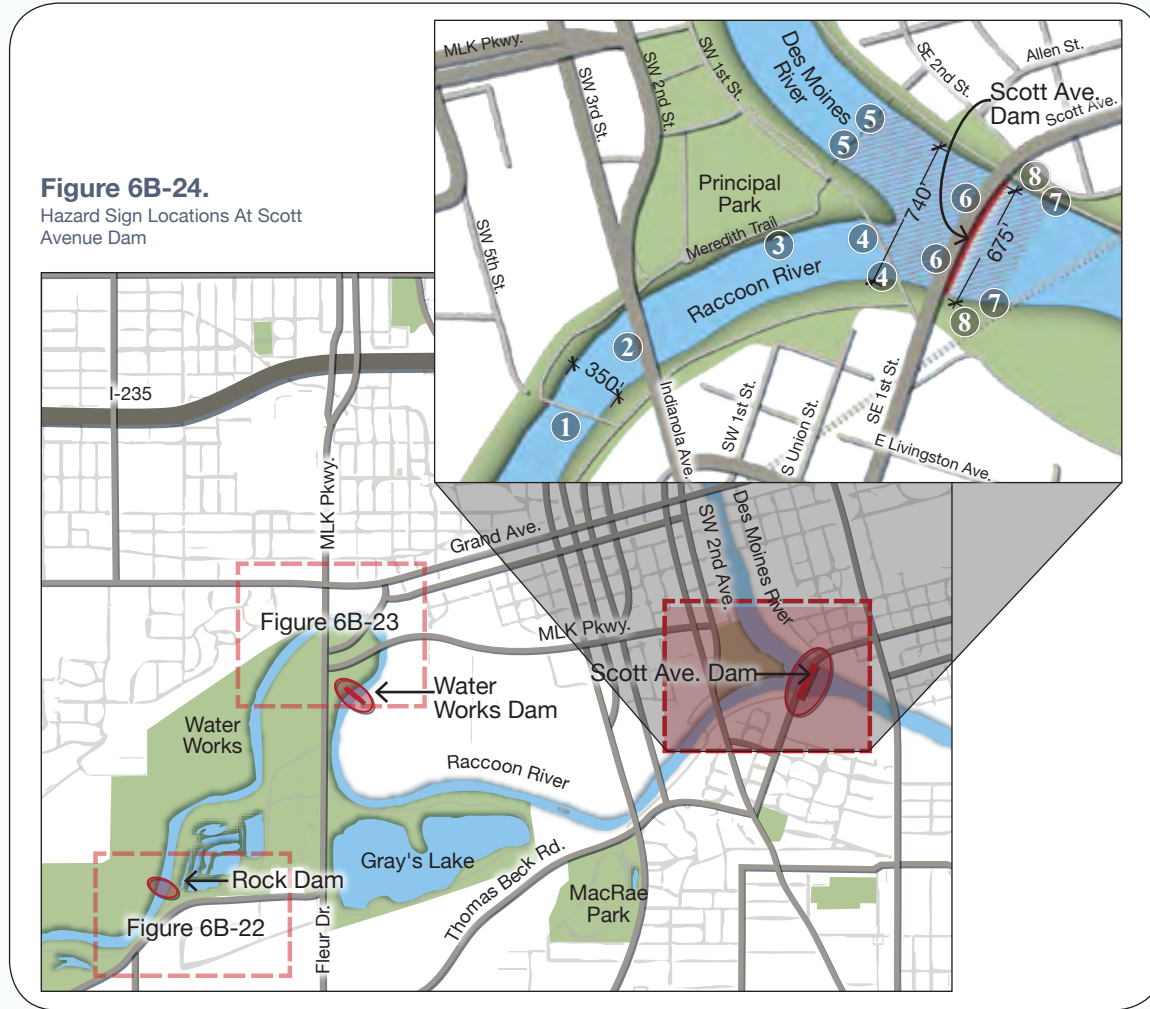 Figure 6B-24.
Hazard Sign Locations At Scott
Avenue Dam
MLK Pkwy.
SW 3rd St.
SW 2nd St.
SW 1st St.
Des Moines
River
SE 2nd St.
Allen St.
Scott Ave.
Dam
Scott Ave.
5
5
Principal
Park
740'
8
7
6
6
675'
SW 5th St.
Meredith Trail
3
4
4
Raccoon River
7
8
2
350'
1
Indianola Ave.
SW 1st St.
S Union St.
SE 1st St.
E Livingston Ave.
I-235
MLK Pkwy.
Grand Ave.
SW 2nd Ave.
Des Moines River
Figure 6B-23
MLK Pkwy.
Scott Ave. Dam
Water
Works Dam
Water
Works
Raccoon River
Gray's Lake
Thomas Beck Rd.
Rock Dam
MacRae
Park
Figure 6B-22
Fleur Dr.